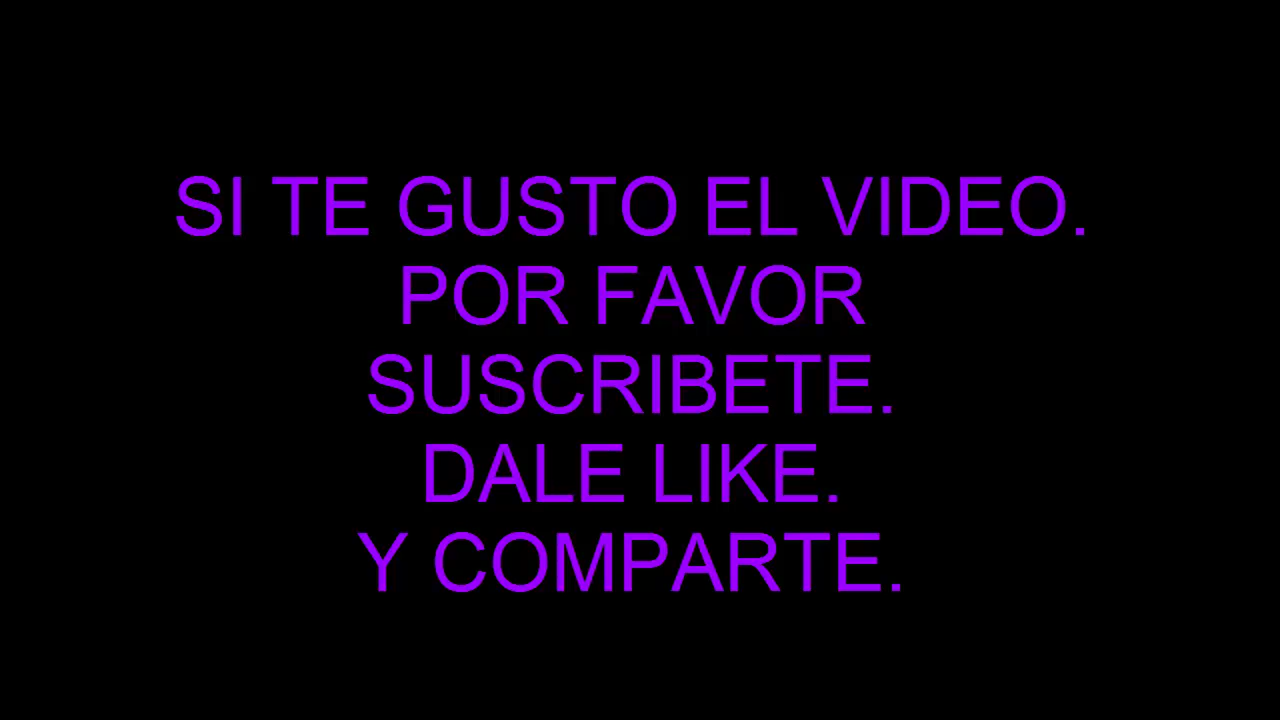 SI TE GUSTO EL VIDEO.
POR FAVOR
SUSCRIBETE.
DALE LIKE.
Y COMPARTE.